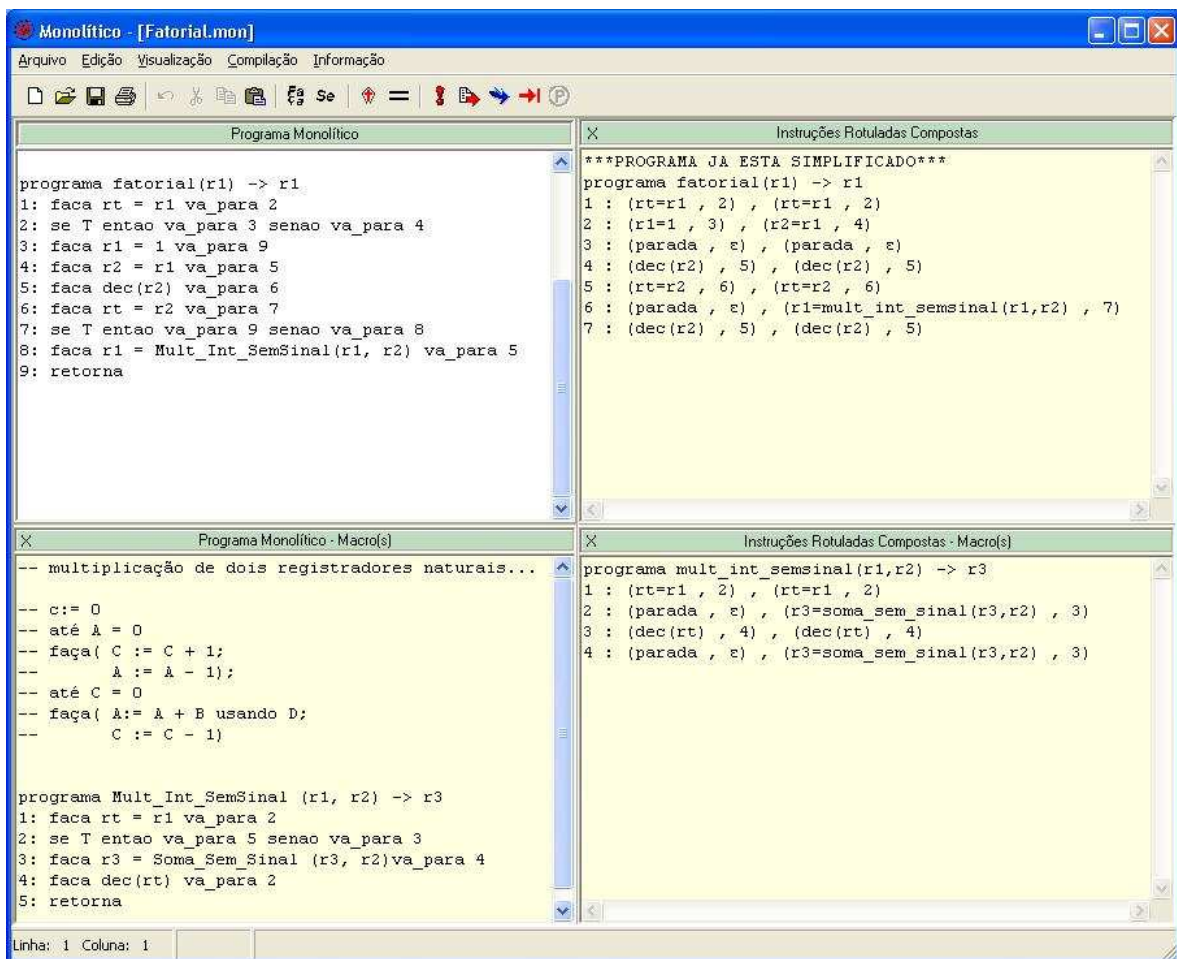 Monolítico - [Fatorial.mon]
Arquivo Edição Visualização Compilação Informação
Se
Programa Monolítico
programa fatorial(r1) -> r1
1: faca rt = r1 va_para 2
2: se T entao va_para 3 senao va_para 4
3: faca r1 = 1 va_para 9
4: faca r2 = r1 va_para 5
5: faca dec(r2) va_para 6
6: faca rt = r2 va_para 7
7: se T entao va_para 9 senao va_para 8
8: faca r1 = Mult_Int_SemSinal(r1, r2) va_para 5
9: retorna
X Instruções Rotuladas Compostas
***PROGRAMA JA ESTA SIMPLIFICADO***
programa fatorial(r1) -> r1
1 : (rt=r1 , 2) , (rt=r1 , 2)
2 : (r1=1 , 3) , (r2=r1 , 4)
3 : (parada , ε) , (parada , ε)
4 : (dec(r2) , 5) , (dec(r2) , 5)
5 : (rt=r2 , 6) , (rt=r2 , 6)
6 : (parada , ε) , (r1=mult_int_semsinal(r1,r2) , 7)
7 : (dec(r2) , 5) , (dec(r2) , 5)
X Programa Monolítico - Macro(s)
-- multiplicação de dois registradores naturais...
-- c:= 0
-- até A = 0
-- faça( C := C + 1;
-- A := A - 1);
-- até C = 0
-- faça( A:= A + B usando D;
-- C := C - 1)
programa Mult_Int_SemSinal (r1, r2) -> r3
1: faca rt = r1 va_para 2
2: se T entao va_para 5 senao va_para 3
3: faca r3 = Soma_Sem_Sinal (r3, r2)va_para 4
4: faca dec(rt) va_para 2
5: retorna
X Instruções Rotuladas Compostas - Macro(s)
programa mult_int_semsinal(r1,r2) -> r3
1 : (rt=r1 , 2) , (rt=r1 , 2)
2 : (parada , ε) , (r3=soma_sem_sinal(r3,r2) , 3)
3 : (dec(rt) , 4) , (dec(rt) , 4)
4 : (parada , ε) , (r3=soma_sem_sinal(r3,r2) , 3)
Linha: 1 Coluna: 1